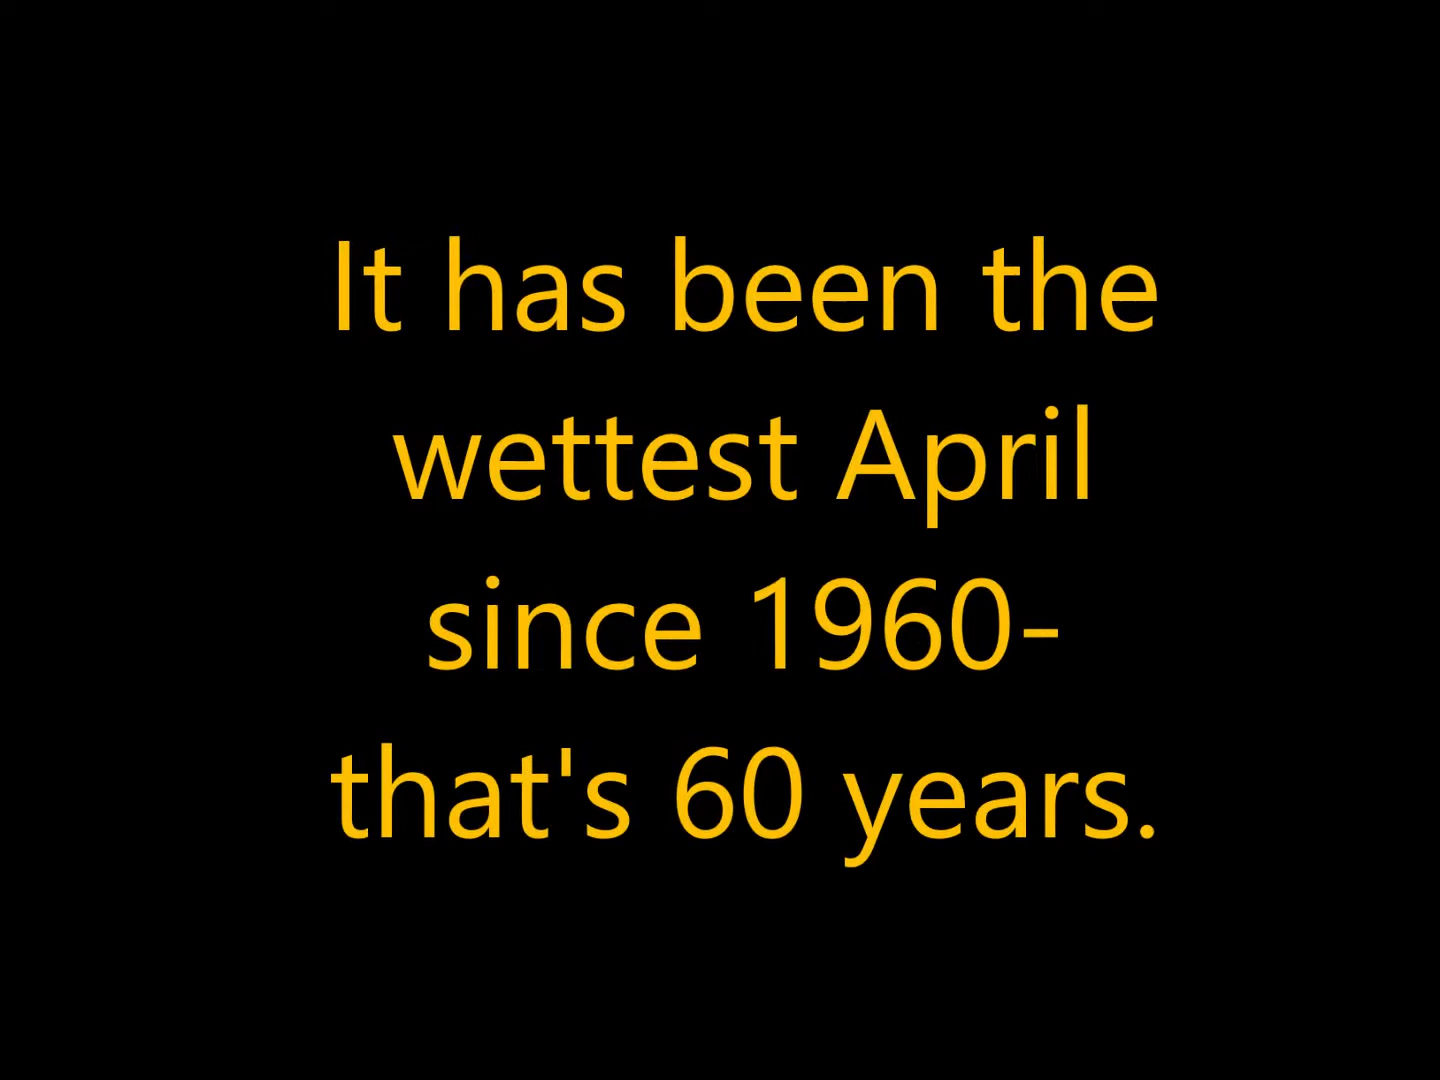 It has been the
wettest April
since 1960-
that's 60 years.